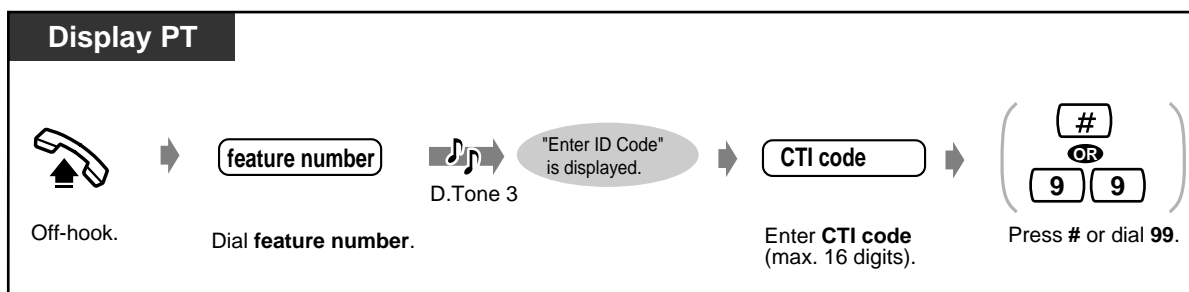 Display PT
feature number
D.Tone 3
"Enter ID Code"
is displayed.
CTI code
#
OR
9 9
Off-hook.
Dial feature number.
Enter CTI code
(max. 16 digits).
Press # or dial 99.